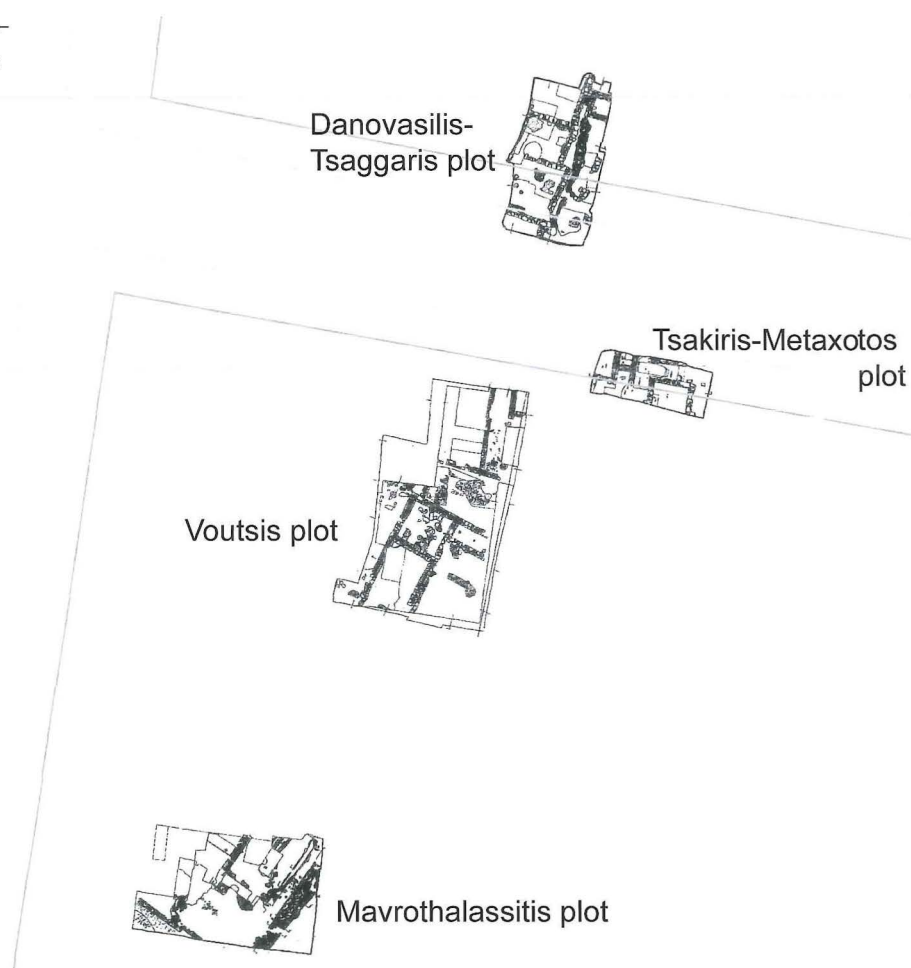 Danovasilis-
Tsaggaris plot
Tsakiris-Metaxotos
plot
Voutsis plot
Mavrothalassitis plot